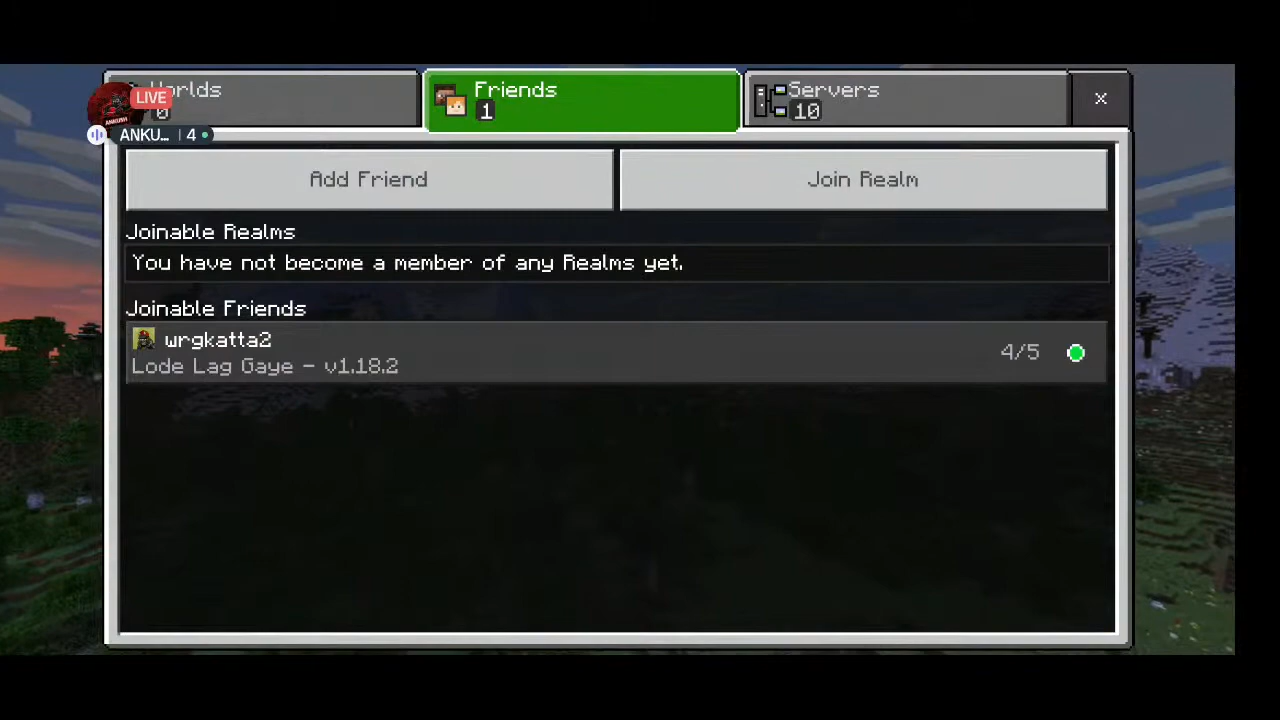 Worlds
0
LIVE
ANKU... | 4
Friends
1
Servers
10
Add Friend
Join Realm
Joinable Realms
You have not become a member of any Realms yet.
Joinable Friends
wrgkatta2
4/5
Lode Lag Gaye - v1.18.2